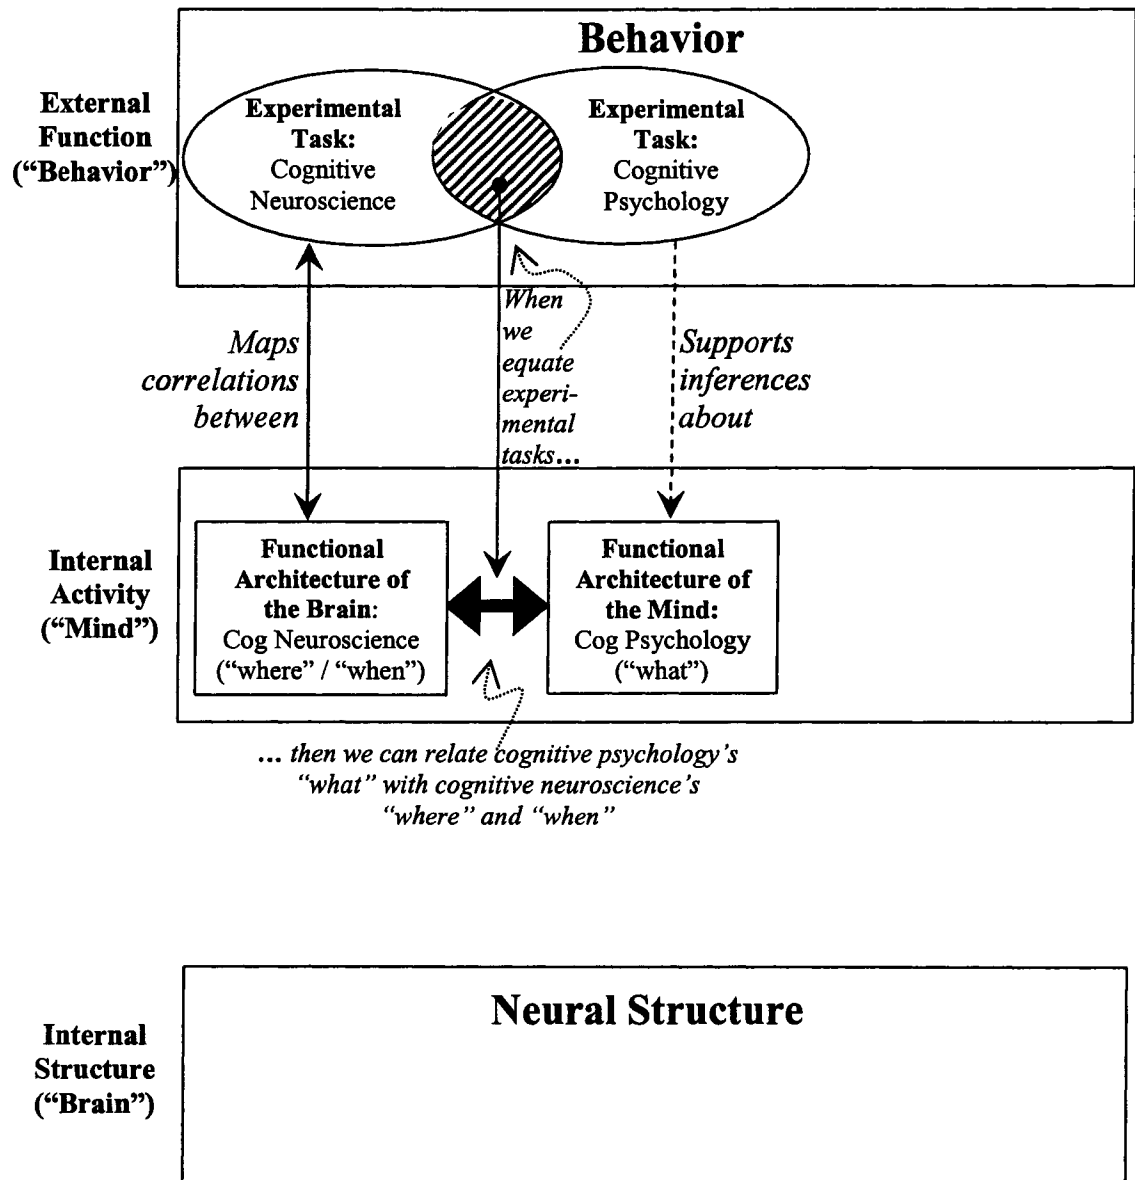 Behavior
External
Function
(“Behavior”)
Experimental
Task:
Cognitive
Neuroscience
Experimental
Task:
Cognitive
Psychology
Maps
correlations
between
When
we
equate
experi-
mental
tasks...
Supports
inferences
about
Internal
Activity
(“Mind”)
Functional
Architecture of
the Brain:
Cog Neuroscience
(“where” / “when”)
Functional
Architecture of
the Mind:
Cog Psychology
(“what”)
... then we can relate cognitive psychology’s
“what” with cognitive neuroscience’s
“where” and “when”
Internal
Structure
(“Brain”)
Neural Structure